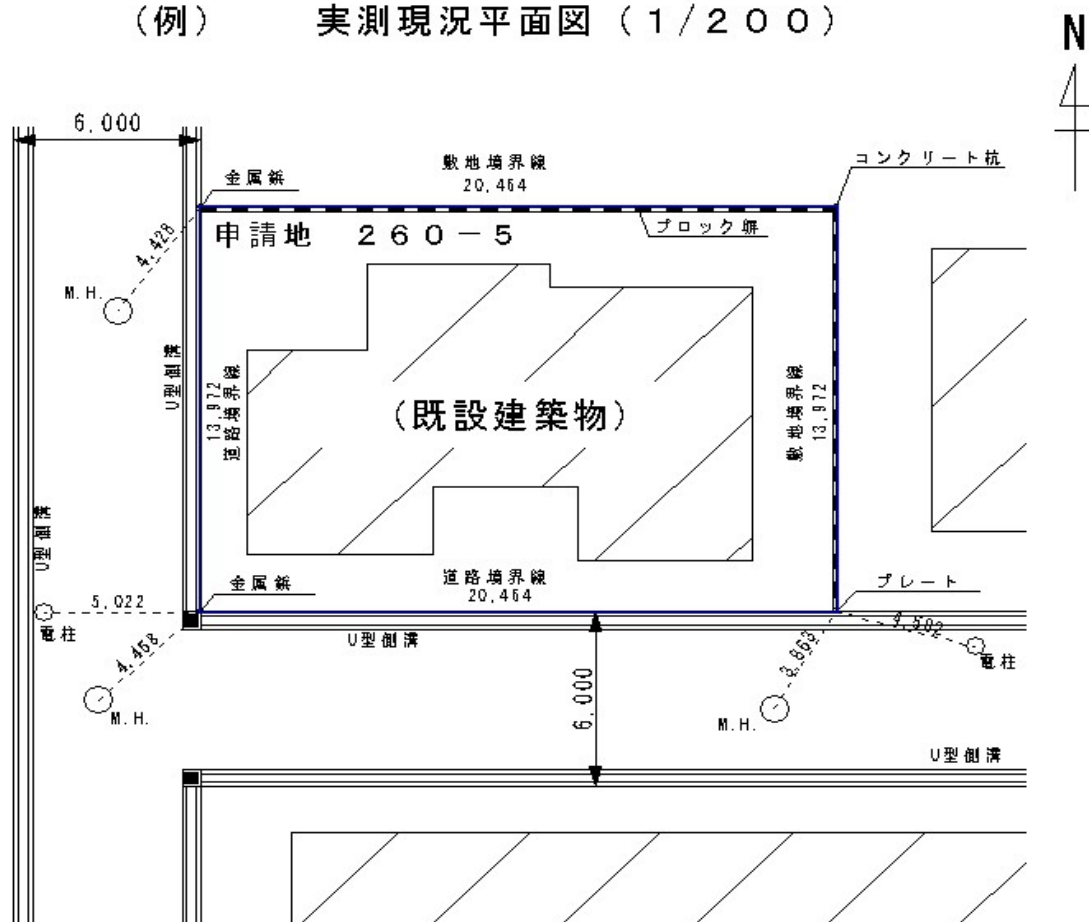 (例) 実測現況平面図(1/200)
N
6,000
敷地境界線
20,464
コンクリート杭
金属鋲
ブロック塀
申請地 260-5
4,428
M.H.
U型側溝
13,972
道路境界線
(既設建築物)
敷地境界線
13,972
U型側溝
金属鋲
道路境界線
20,464
プレート
5,022
電柱
4,458
M.H.
U型側溝
6,000
3,863
4,502
電柱
M.H.
U型側溝